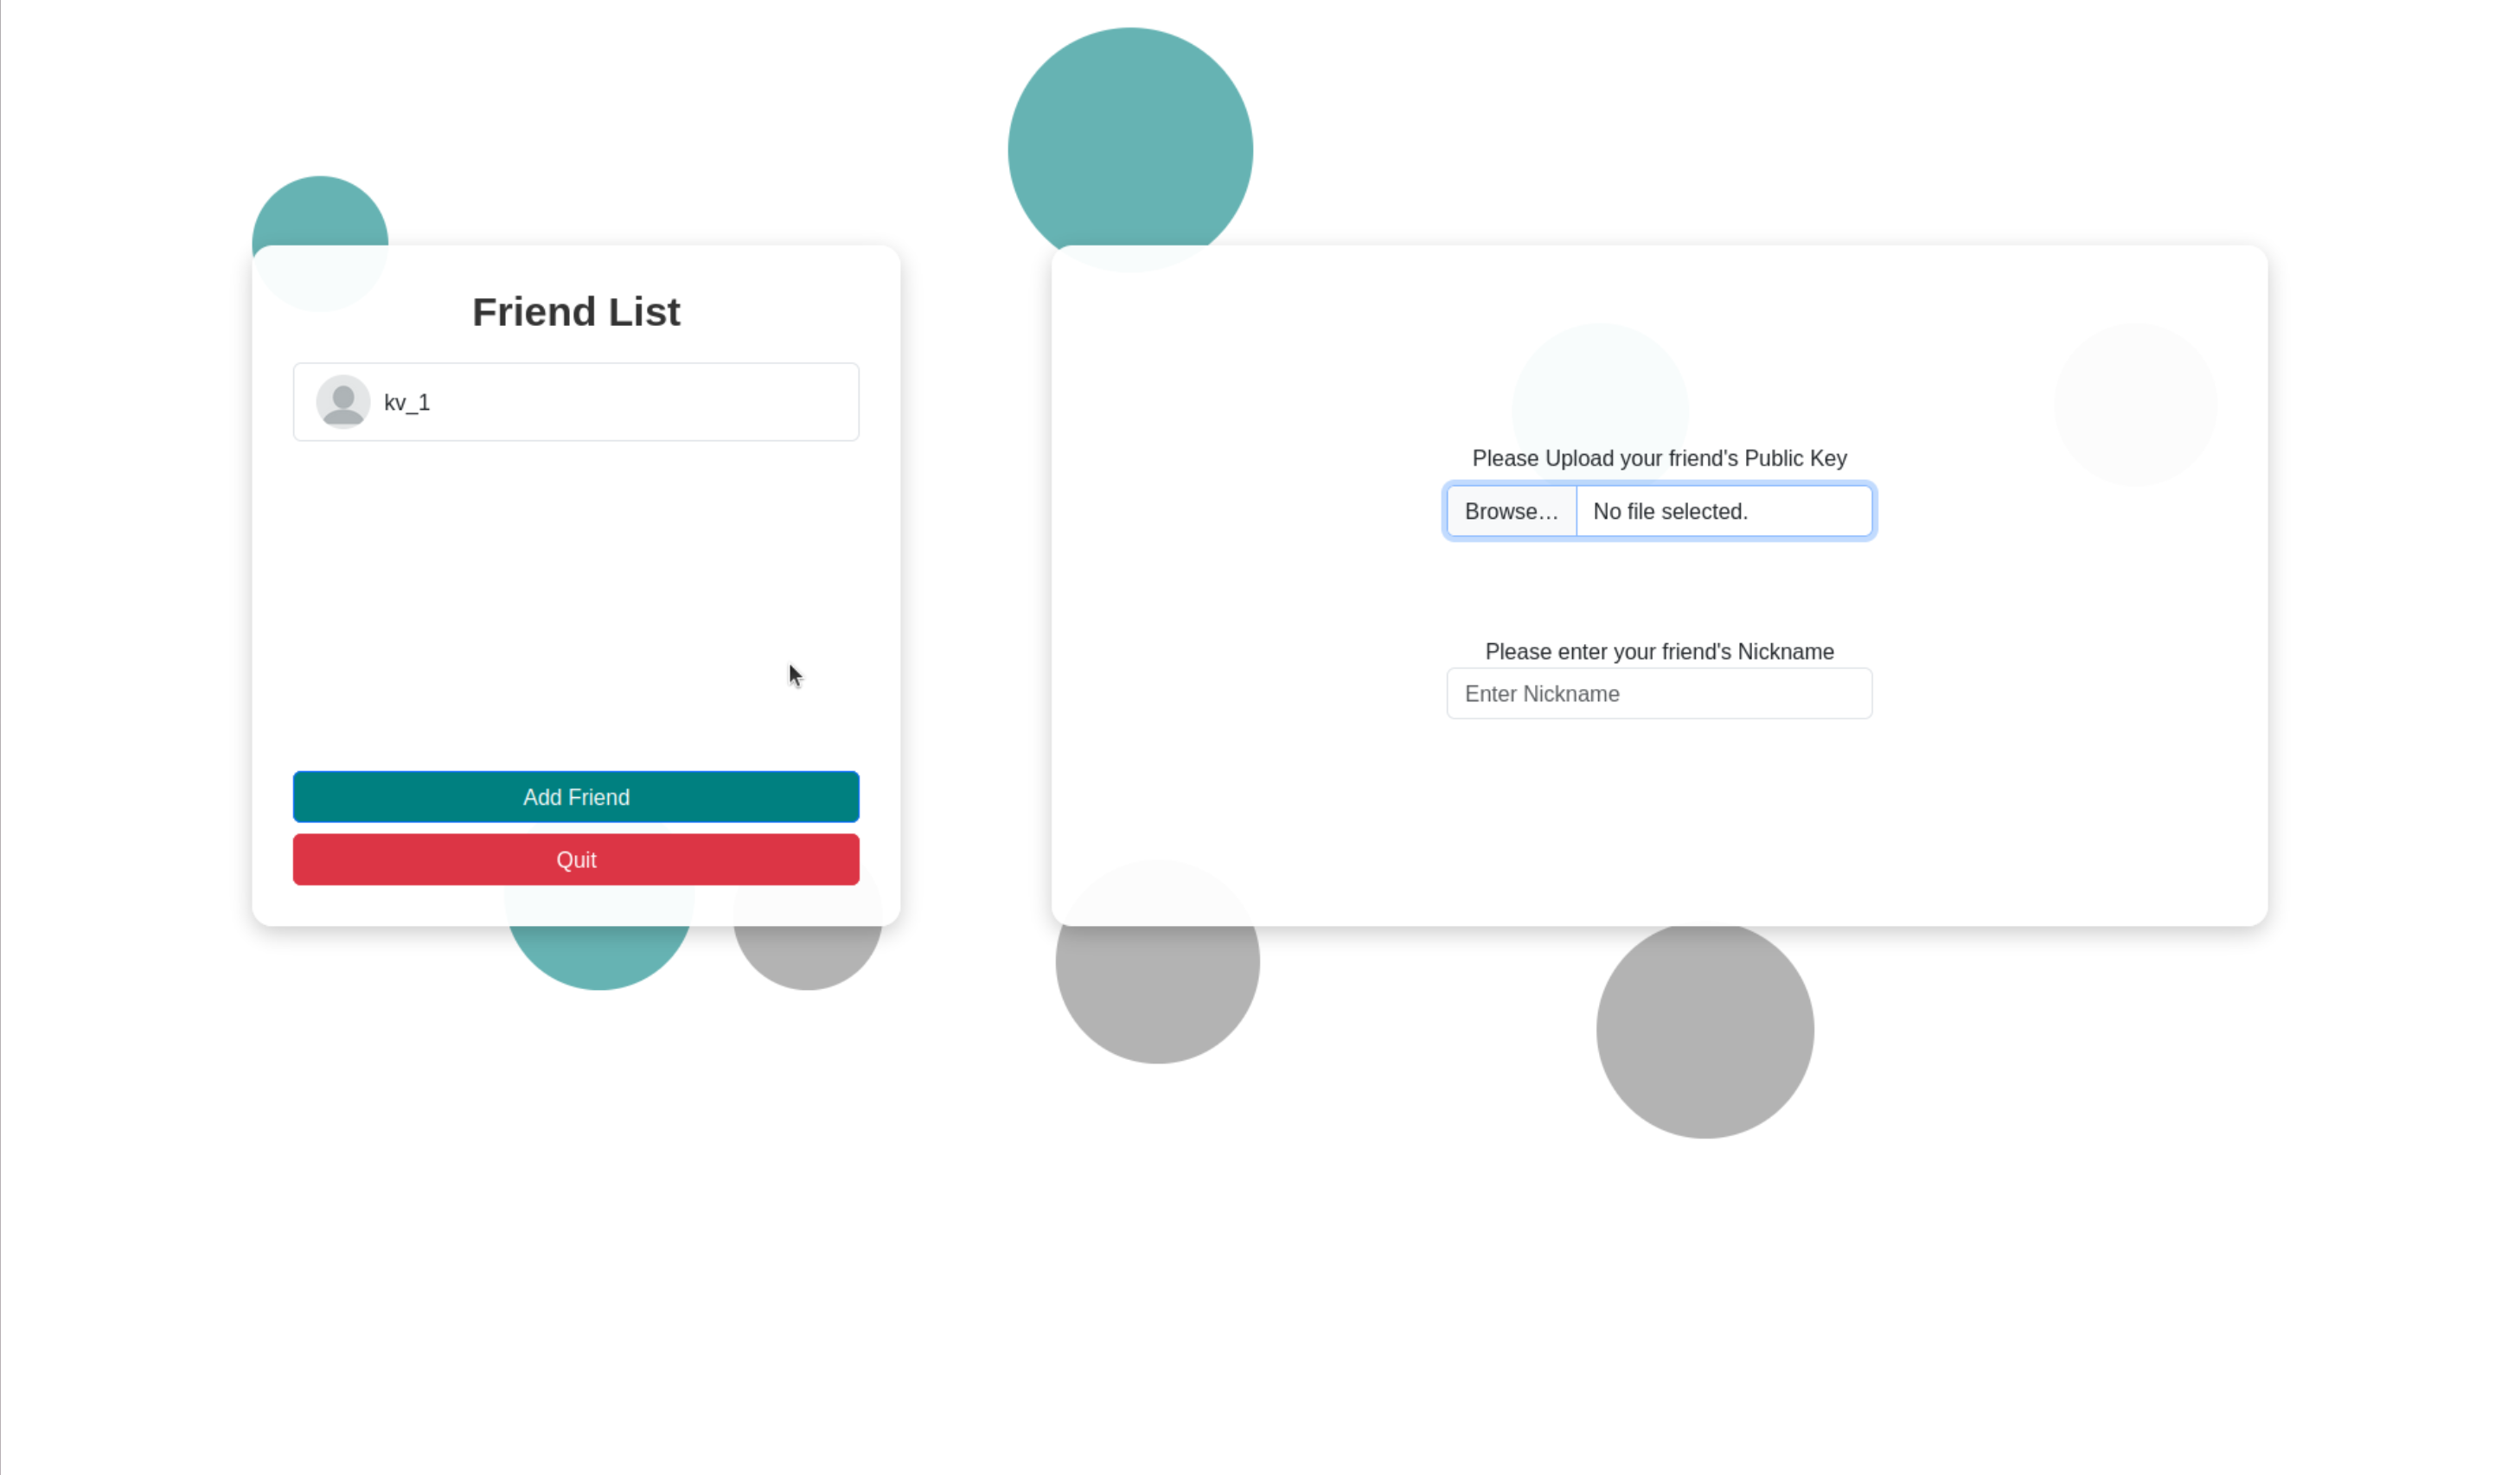 Friend List
kv_1
Add Friend
Quit
Please Upload your friend's Public Key
Browse… No file selected.
Please enter your friend's Nickname
Enter Nickname